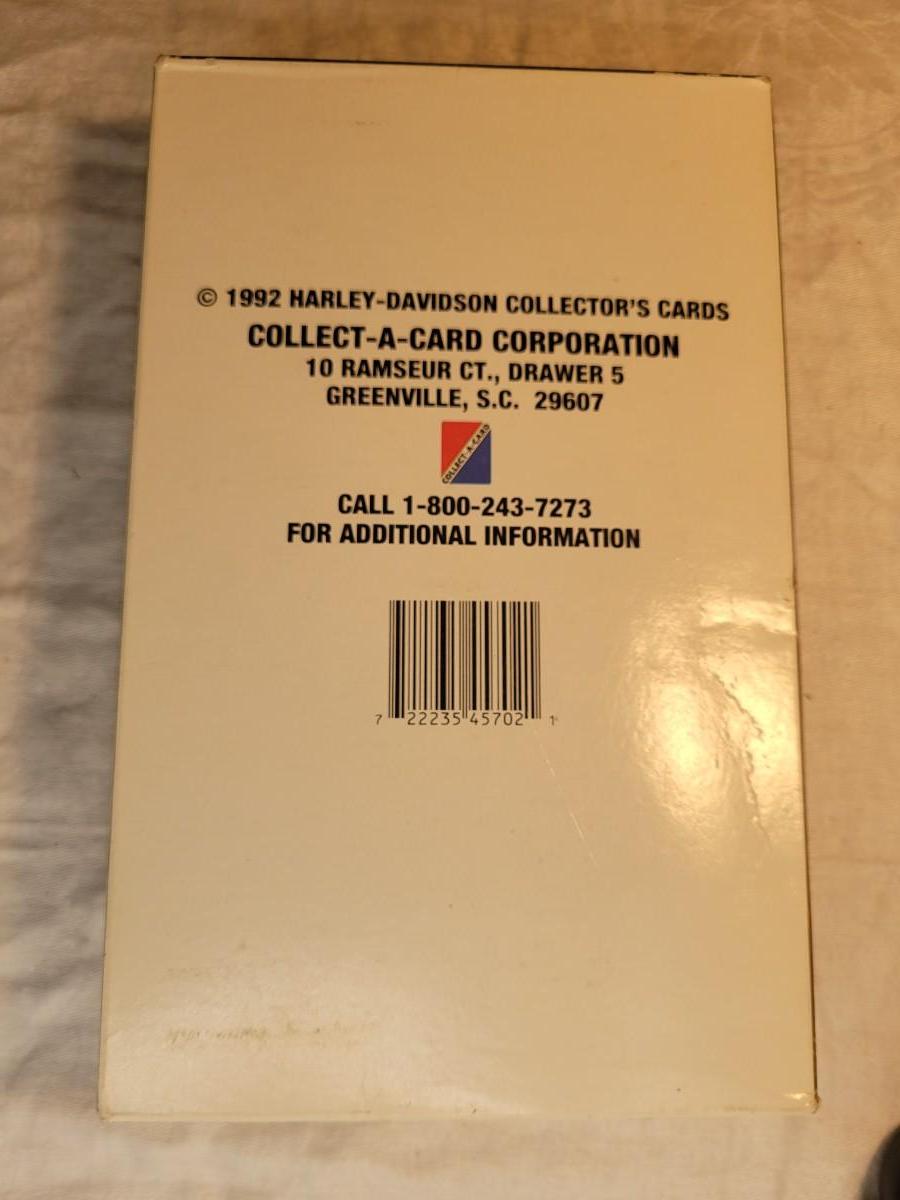 © 1992 HARLEY-DAVIDSON COLLECTOR'S CARDS
COLLECT-A-CARD CORPORATION
10 RAMSEUR CT., DRAWER 5
GREENVILLE, S.C. 29607
COLLECT-A-CARD
CALL 1-800-243-7273
FOR ADDITIONAL INFORMATION
7 22235 45702 1